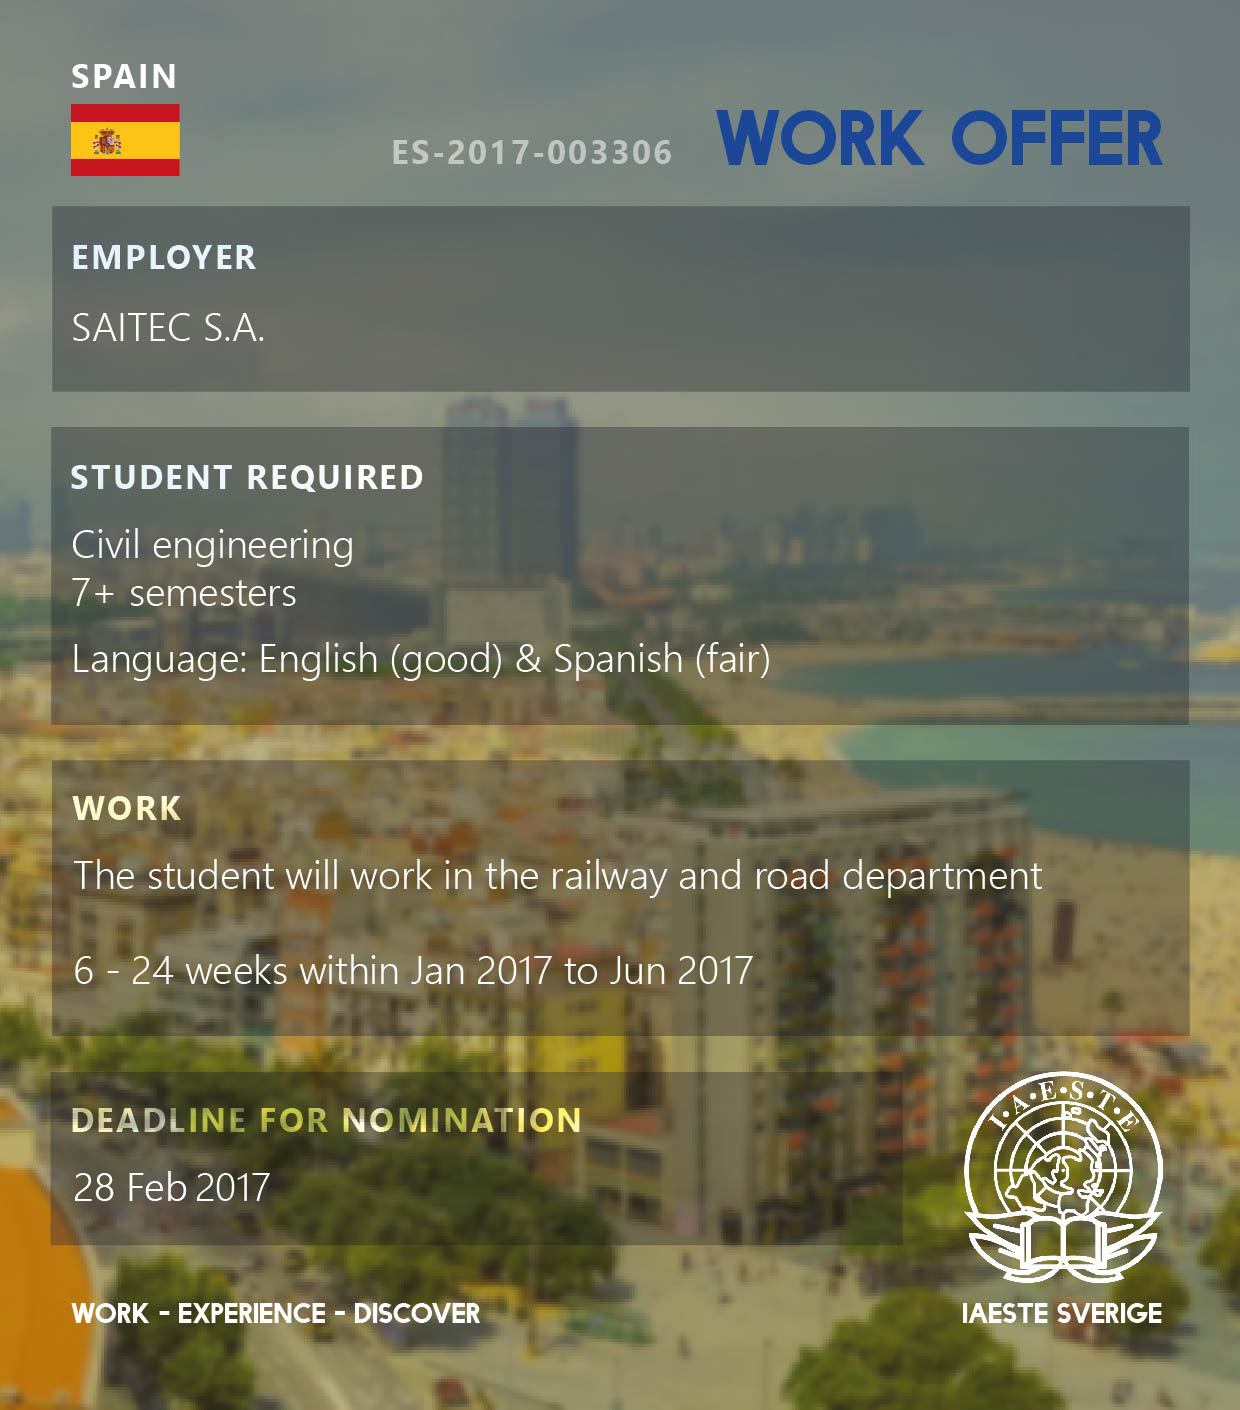 SPAIN
ES-2017-003306
WORK OFFER
EMPLOYER
SAITEC S.A.
STUDENT REQUIRED
Civil engineering
7+ semesters
Language: English (good) & Spanish (fair)
WORK
The student will work in the railway and road department
6 - 24 weeks within Jan 2017 to Jun 2017
DEADLINE FOR NOMINATION
28 Feb 2017
I·A·E·S·T·E
WORK - EXPERIENCE - DISCOVER
IAESTE SVERIGE